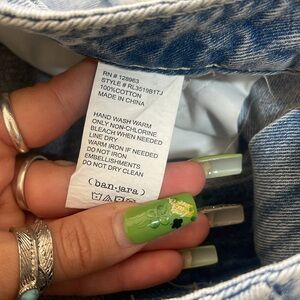 RN # 128963
STYLE # RL3519B1TJ
100%COTTON
MADE IN CHINA
HAND WASH WARM
ONLY NON-CHLORINE
BLEACH WHEN NEEDED
LINE DRY
WARM IRON IF NEEDED
DO NOT IRON
EMBELLISHMENTS
DO NOT DRY CLEAN
(ban·jara)